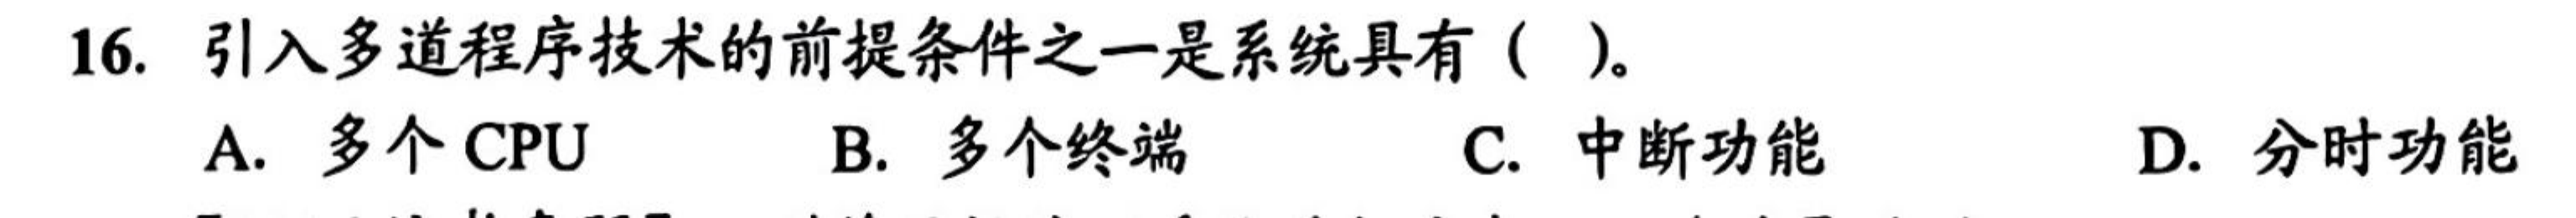 16. 引入多道程序技术的前提条件之一是系统具有（ ）。
A. 多个 CPU B. 多个终端 C. 中断功能 D. 分时功能